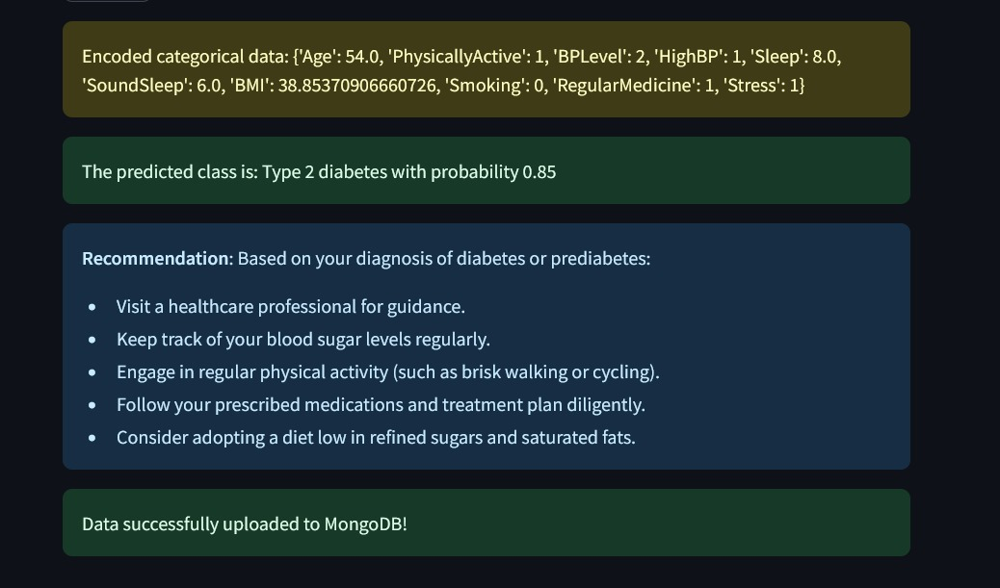 Encoded categorical data: {'Age': 54.0, 'PhysicallyActive': 1, 'BPLevel': 2, 'HighBP': 1, 'Sleep': 8.0,
'SoundSleep': 6.0, 'BMI': 38.85370906660726, 'Smoking': 0, 'RegularMedicine': 1, 'Stress': 1}
The predicted class is: Type 2 diabetes with probability 0.85
Recommendation: Based on your diagnosis of diabetes or prediabetes:
• Visit a healthcare professional for guidance.
• Keep track of your blood sugar levels regularly.
• Engage in regular physical activity (such as brisk walking or cycling).
• Follow your prescribed medications and treatment plan diligently.
• Consider adopting a diet low in refined sugars and saturated fats.
Data successfully uploaded to MongoDB!